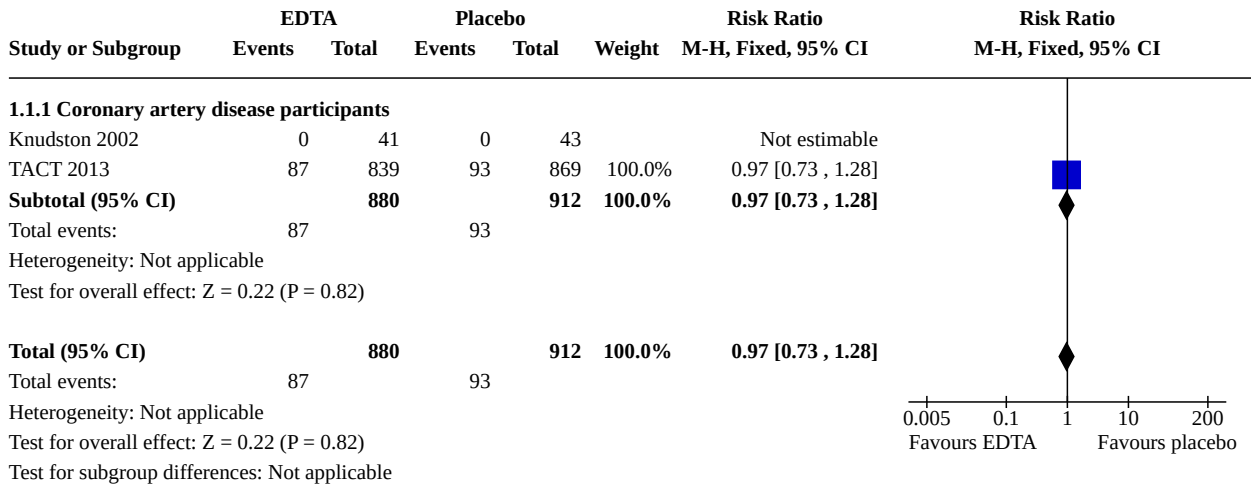 EDTA Placebo Risk Ratio Risk Ratio
Study or Subgroup Events Total Events Total Weight M-H, Fixed, 95% CI M-H, Fixed, 95% CI
1.1.1 Coronary artery disease participants
Knudston 2002 0 41 0 43 Not estimable
TACT 2013 87 839 93 869 100.0% 0.97 [0.73 , 1.28]
Subtotal (95% CI) 880 912 100.0% 0.97 [0.73 , 1.28]
Total events: 87 93
Heterogeneity: Not applicable
Test for overall effect: Z = 0.22 (P = 0.82)
Total (95% CI) 880 912 100.0% 0.97 [0.73 , 1.28]
Total events: 87 93
Heterogeneity: Not applicable
0.005 0.1 1 10 200
Test for overall effect: Z = 0.22 (P = 0.82) Favours EDTA Favours placebo
Test for subgroup differences: Not applicable